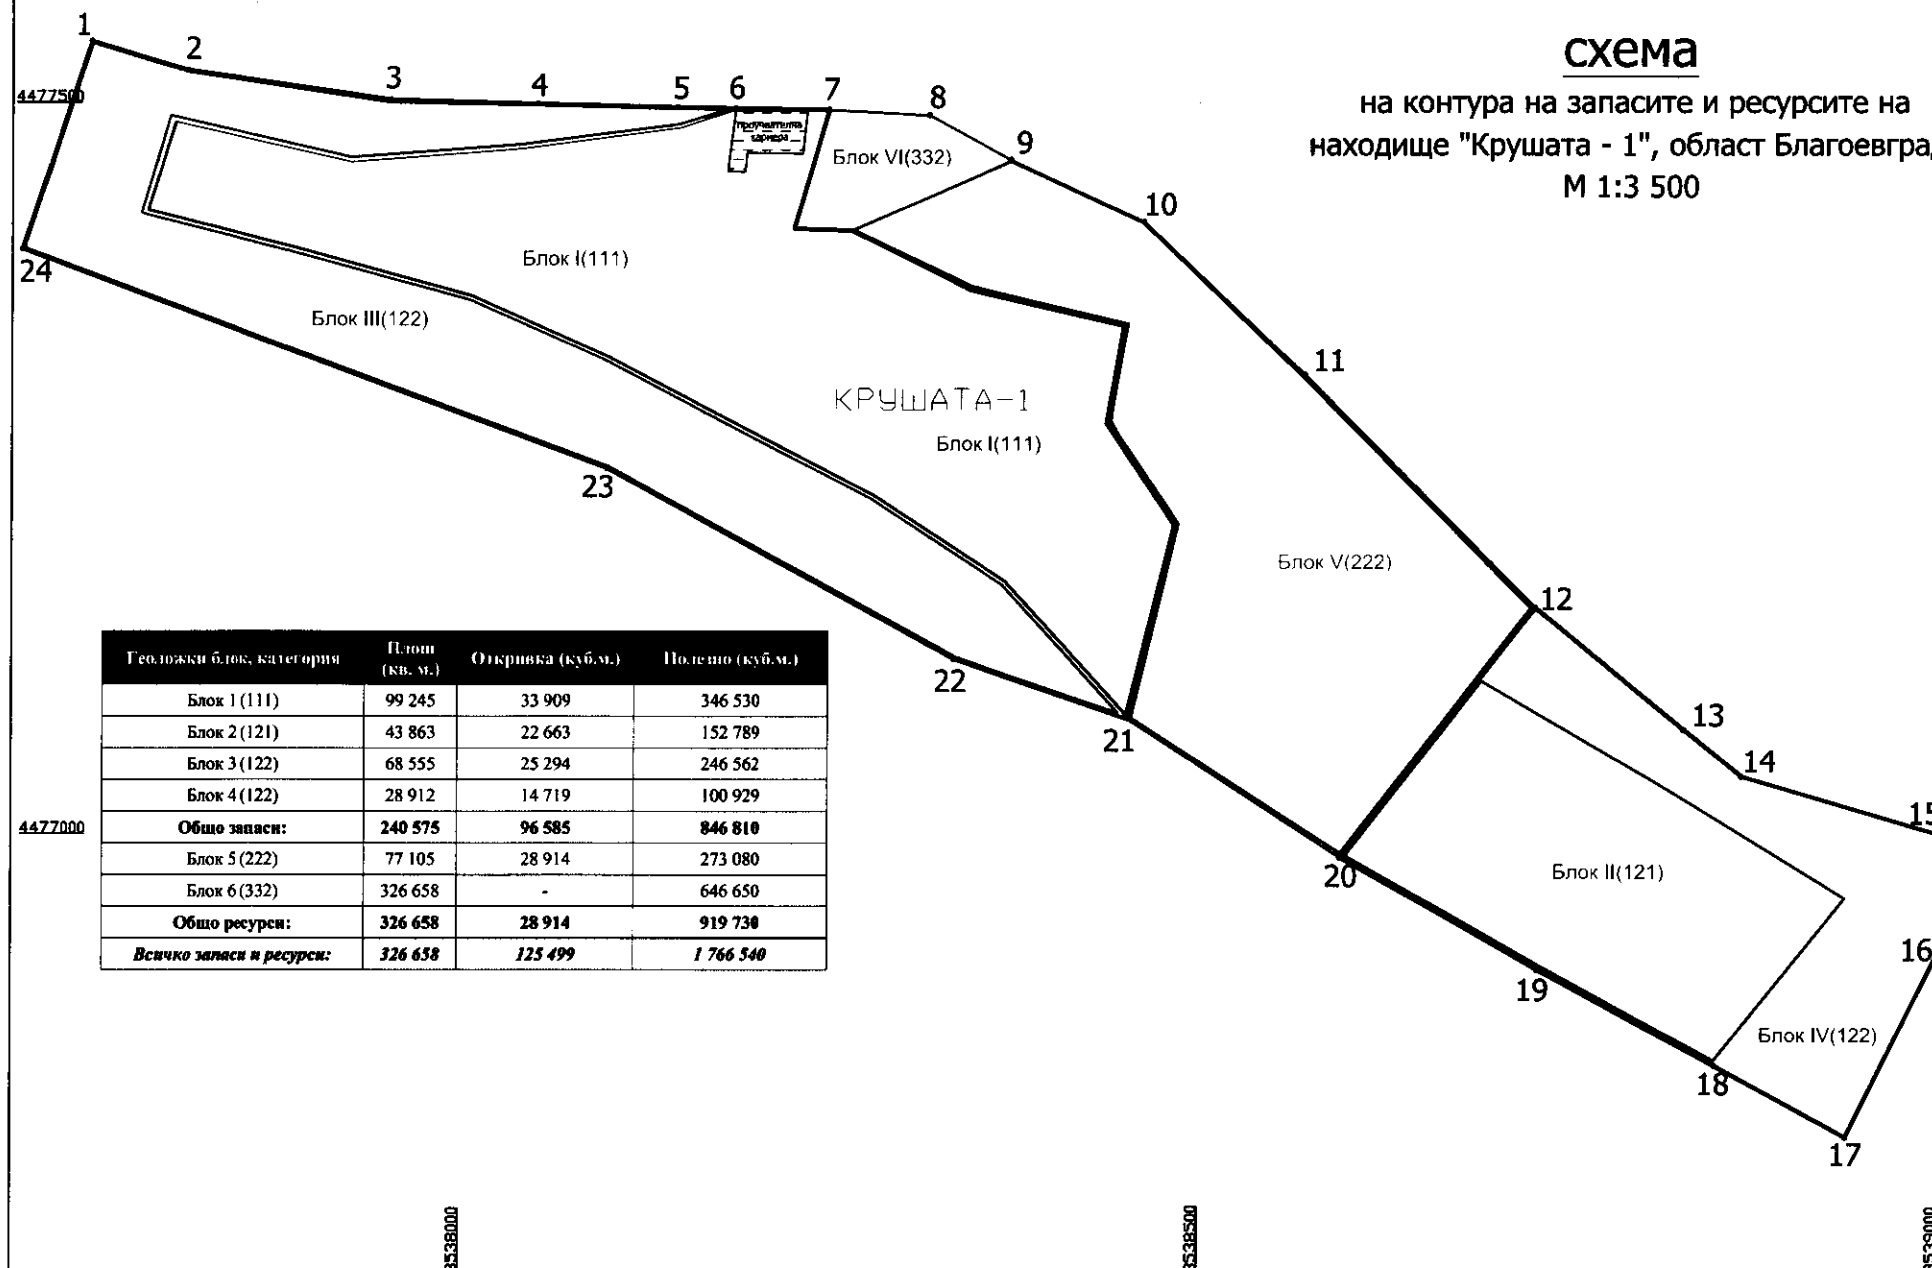 схема
на контура на запасите и ресурсите на
находище "Крушата - 1", област Благоевград
М 1:3 500
1
2
3
4
5
6
7
8
9
10
11
12
13
14
15
16
17
18
19
20
21
22
23
24
4477500
4477000
8538000
8538500
8539000
проучвателна
кариера
Блок VI(332)
Блок I(111)
Блок III(122)
КРУШАТА-1
Блок I(111)
Блок V(222)
Блок II(121)
Блок IV(122)
Геоложки блок, категория Площ (кв. м.) Откривка (куб.м.) Полезно (куб.м.)
Блок 1 (111) 99 245 33 909 346 530
Блок 2 (121) 43 863 22 663 152 789
Блок 3 (122) 68 555 25 294 246 562
Блок 4 (122) 28 912 14 719 100 929
Общо запаси: 240 575 96 585 846 810
Блок 5 (222) 77 105 28 914 273 080
Блок 6 (332) 326 658 - 646 650
Общо ресурси: 326 658 28 914 919 730
Всичко запаси и ресурси: 326 658 125 499 1 766 540